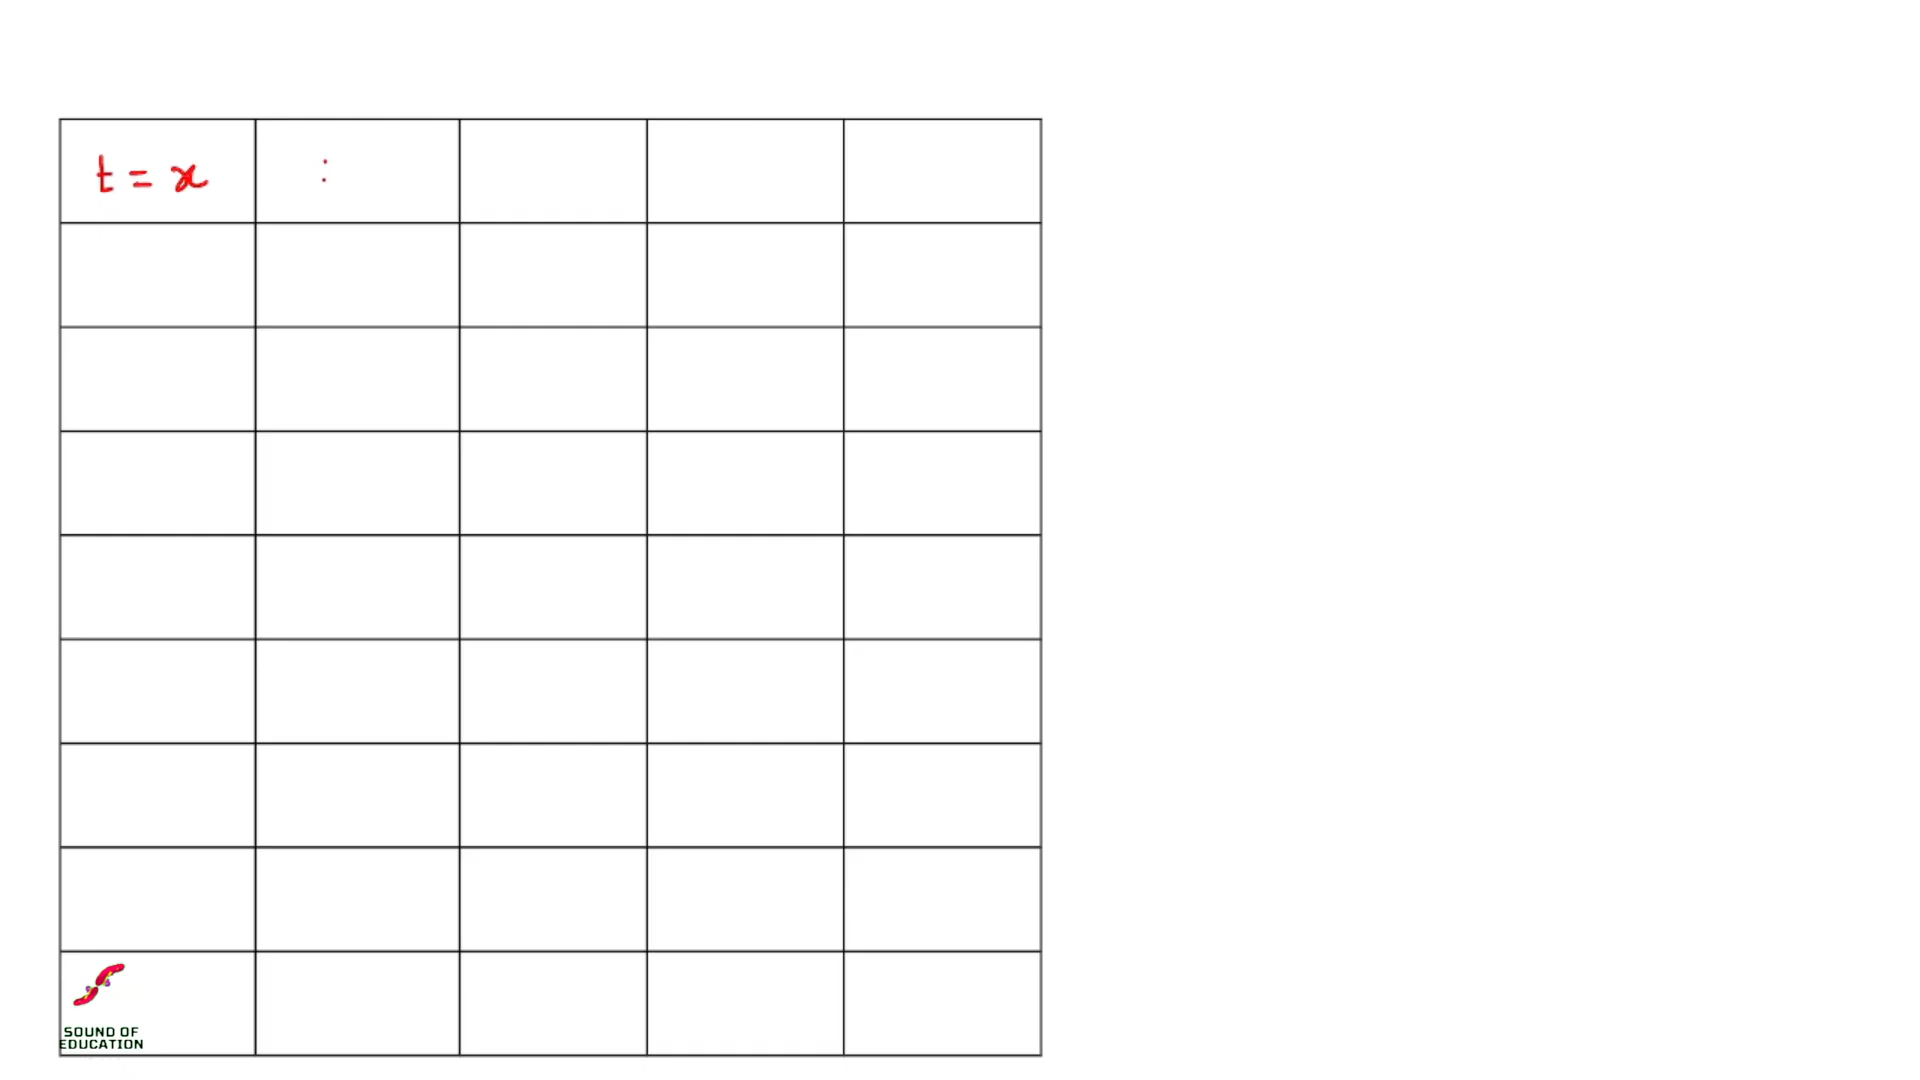 t = x :
SOUND OF
EDUCATION